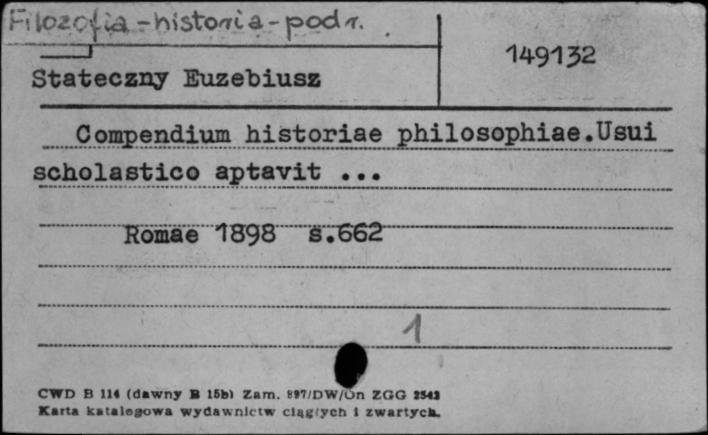 Filozofia - historia - podr.
149132
Stateczny Euzebiusz
Compendium historiae philosophiae.Usui
scholastico aptavit ...
Romae 1898 s.662
1
CWD B 114 (dawny B 15b) Zam. 897/DW/On ZGG 2542
Karta katalogowa wydawnictw ciągłych i zwartych.